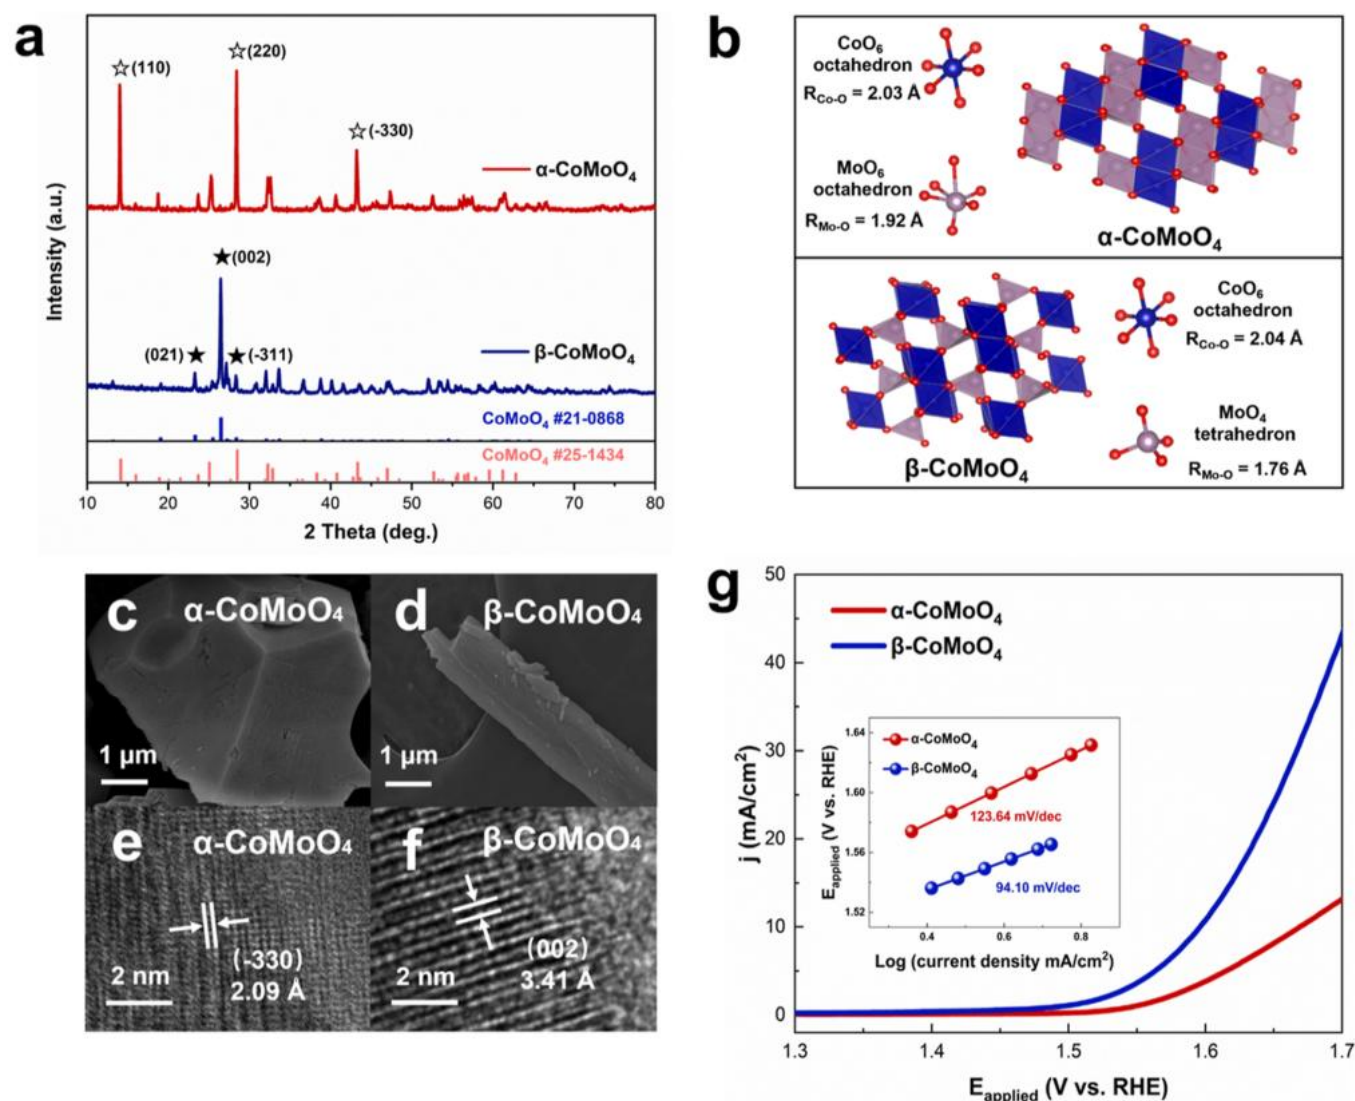 a
☆(110)
☆(220)
☆(-330)
α-CoMoO₄
★(002)
(021)★
★(-311)
β-CoMoO₄
CoMoO₄ #21-0868
CoMoO₄ #25-1434
Intensity (a.u.)
10 20 30 40 50 60 70 80
2 Theta (deg.)
b
CoO₆
octahedron
R_Co-O = 2.03 Å
MoO₆
octahedron
R_Mo-O = 1.92 Å
α-CoMoO₄
CoO₆
octahedron
R_Co-O = 2.04 Å
MoO₄
tetrahedron
R_Mo-O = 1.76 Å
β-CoMoO₄
c
α-CoMoO₄
1 μm
d
β-CoMoO₄
1 μm
e
α-CoMoO₄
(-330)
2.09 Å
2 nm
f
β-CoMoO₄
(002)
3.41 Å
2 nm
g
α-CoMoO₄
β-CoMoO₄
50
40
30
20
10
0
j (mA/cm²)
1.3 1.4 1.5 1.6 1.7
E_applied (V vs. RHE)
α-CoMoO₄
β-CoMoO₄
123.64 mV/dec
94.10 mV/dec
1.64
1.60
1.56
1.52
E_applied (V vs. RHE)
0.4 0.6 0.8
Log (current density mA/cm²)